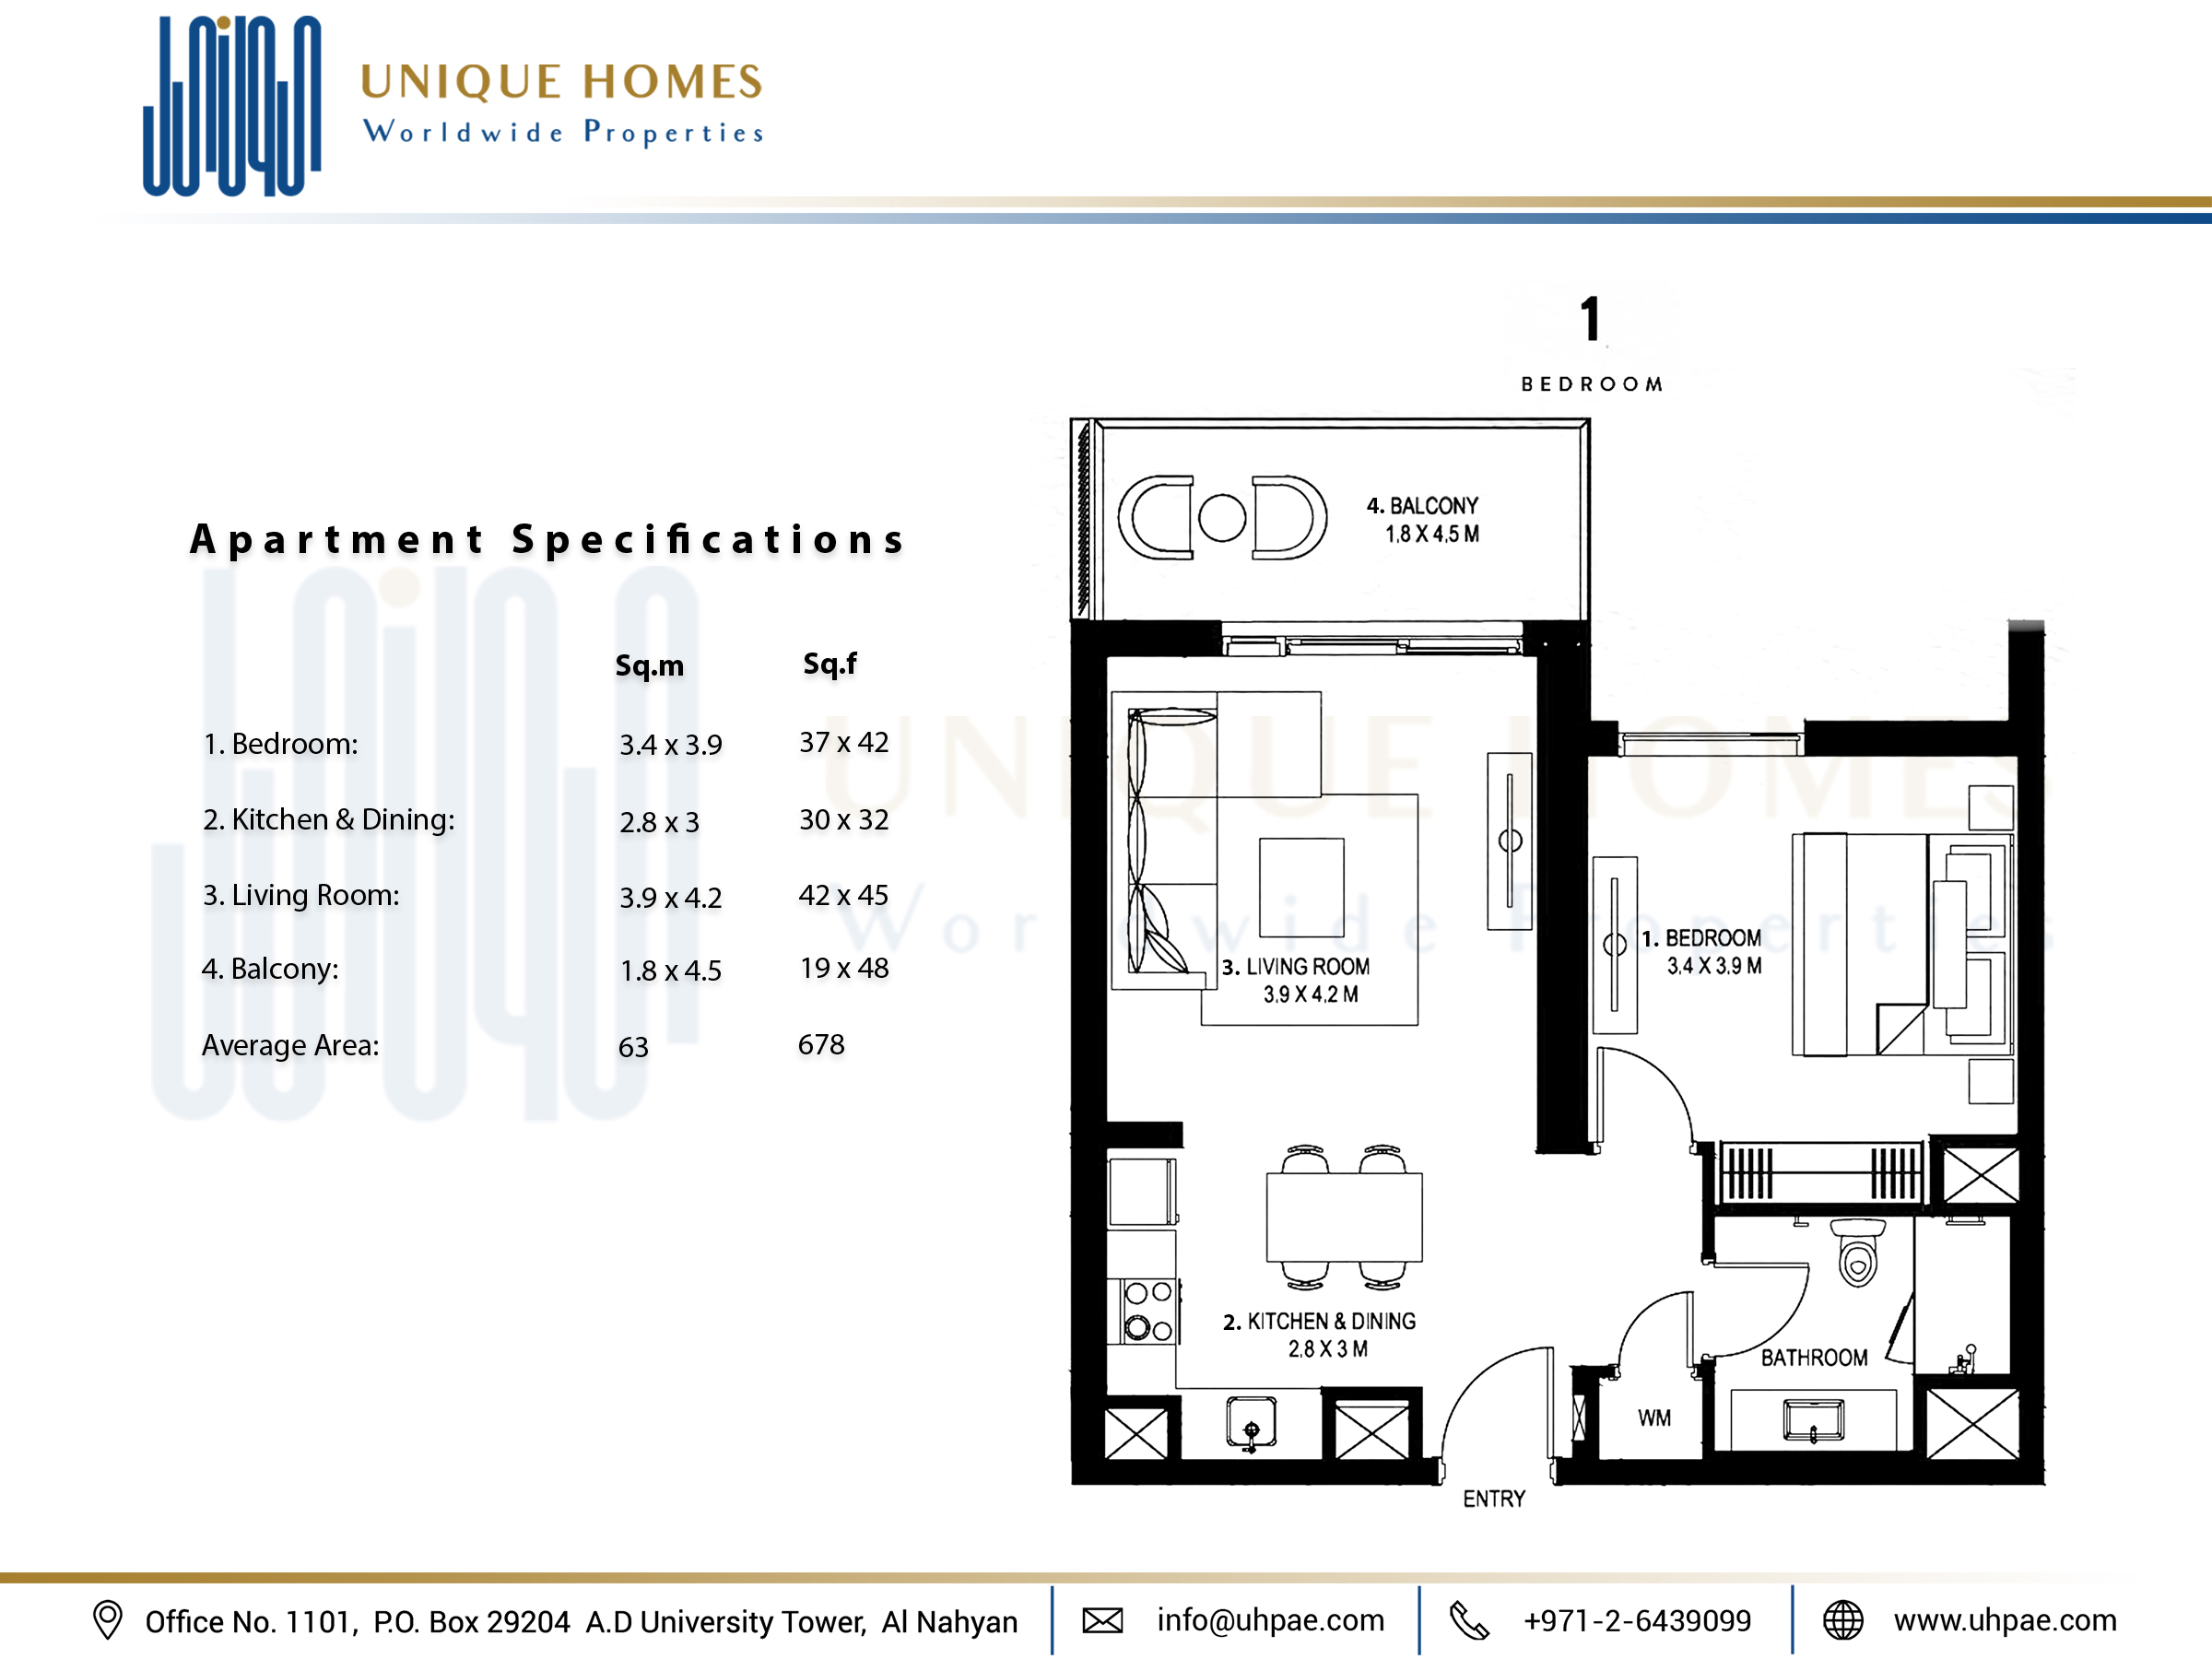 UNIQUE HOMES
Worldwide Properties
1
BEDROOM
Apartment Specifications
Sq.m Sq.f
1. Bedroom: 3.4 x 3.9 37 x 42
2. Kitchen & Dining: 2.8 x 3 30 x 32
3. Living Room: 3.9 x 4.2 42 x 45
4. Balcony: 1.8 x 4.5 19 x 48
Average Area: 63 678
4. BALCONY
1,8 X 4,5 M
UNIQUE HOMES
Worldwide Properties
1. BEDROOM
3,4 X 3,9 M
3. LIVING ROOM
3,9 X 4,2 M
2. KITCHEN & DINING
2,8 X 3 M
BATHROOM
WM
ENTRY
Office No. 1101, P.O. Box 29204 A.D University Tower, Al Nahyan
info@uhpae.com
+971-2-6439099
www.uhpae.com